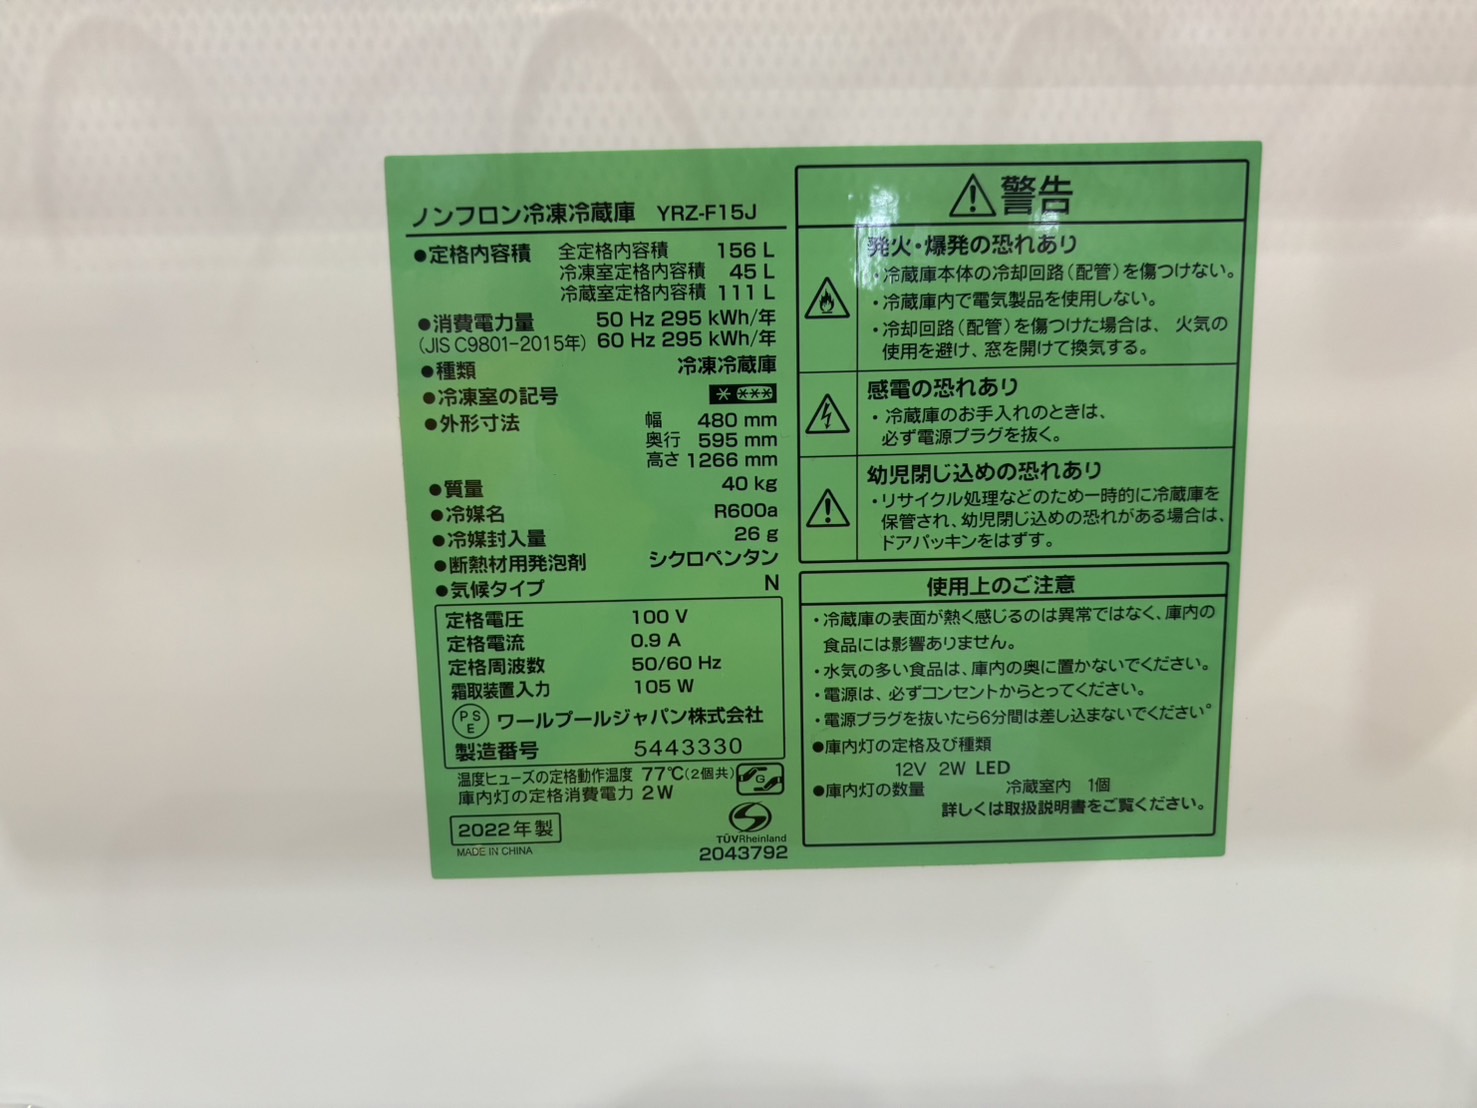 ノンフロン冷凍冷蔵庫 YRZ-F15J
●定格内容積 全定格内容積 156 L
冷凍室定格内容積 45 L
冷蔵室定格内容積 111 L
●消費電力量 50 Hz 295 kWh/年
(JIS C9801-2015年) 60 Hz 295 kWh/年
●種類 冷凍冷蔵庫
●冷凍室の記号
●外形寸法 幅 480 mm
奥行 595 mm
高さ 1266 mm
●質量 40 kg
●冷媒名 R600a
●冷媒封入量 26 g
●断熱材用発泡剤 シクロペンタン
●気候タイプ N
定格電圧 100 V
定格電流 0.9 A
定格周波数 50/60 Hz
霜取装置入力 105 W
PSE ワールプールジャパン株式会社
製造番号 5443330
温度ヒューズの定格動作温度 77℃(2個共)
G
庫内灯の定格消費電力 2W
2022年製
MADE IN CHINA
TÜVRheinland
2043792
警告
発火・爆発の恐れあり
・冷蔵庫本体の冷却回路(配管)を傷つけない。
・冷蔵庫内で電気製品を使用しない。
・冷却回路(配管)を傷つけた場合は、火気の
使用を避け、窓を開けて換気する。
感電の恐れあり
・冷蔵庫のお手入れのときは、
必ず電源プラグを抜く。
幼児閉じ込めの恐れあり
・リサイクル処理などのため一時的に冷蔵庫を
保管され、幼児閉じ込めの恐れがある場合は、
ドアパッキンをはずす。
使用上のご注意
・冷蔵庫の表面が熱く感じるのは異常ではなく、庫内の
食品には影響ありません。
・水気の多い食品は、庫内の奥に置かないでください。
・電源は、必ずコンセントからとってください。
・電源プラグを抜いたら6分間は差し込まないでください。
●庫内灯の定格及び種類
12V 2W LED
●庫内灯の数量 冷蔵室内 1個
詳しくは取扱説明書をご覧ください。